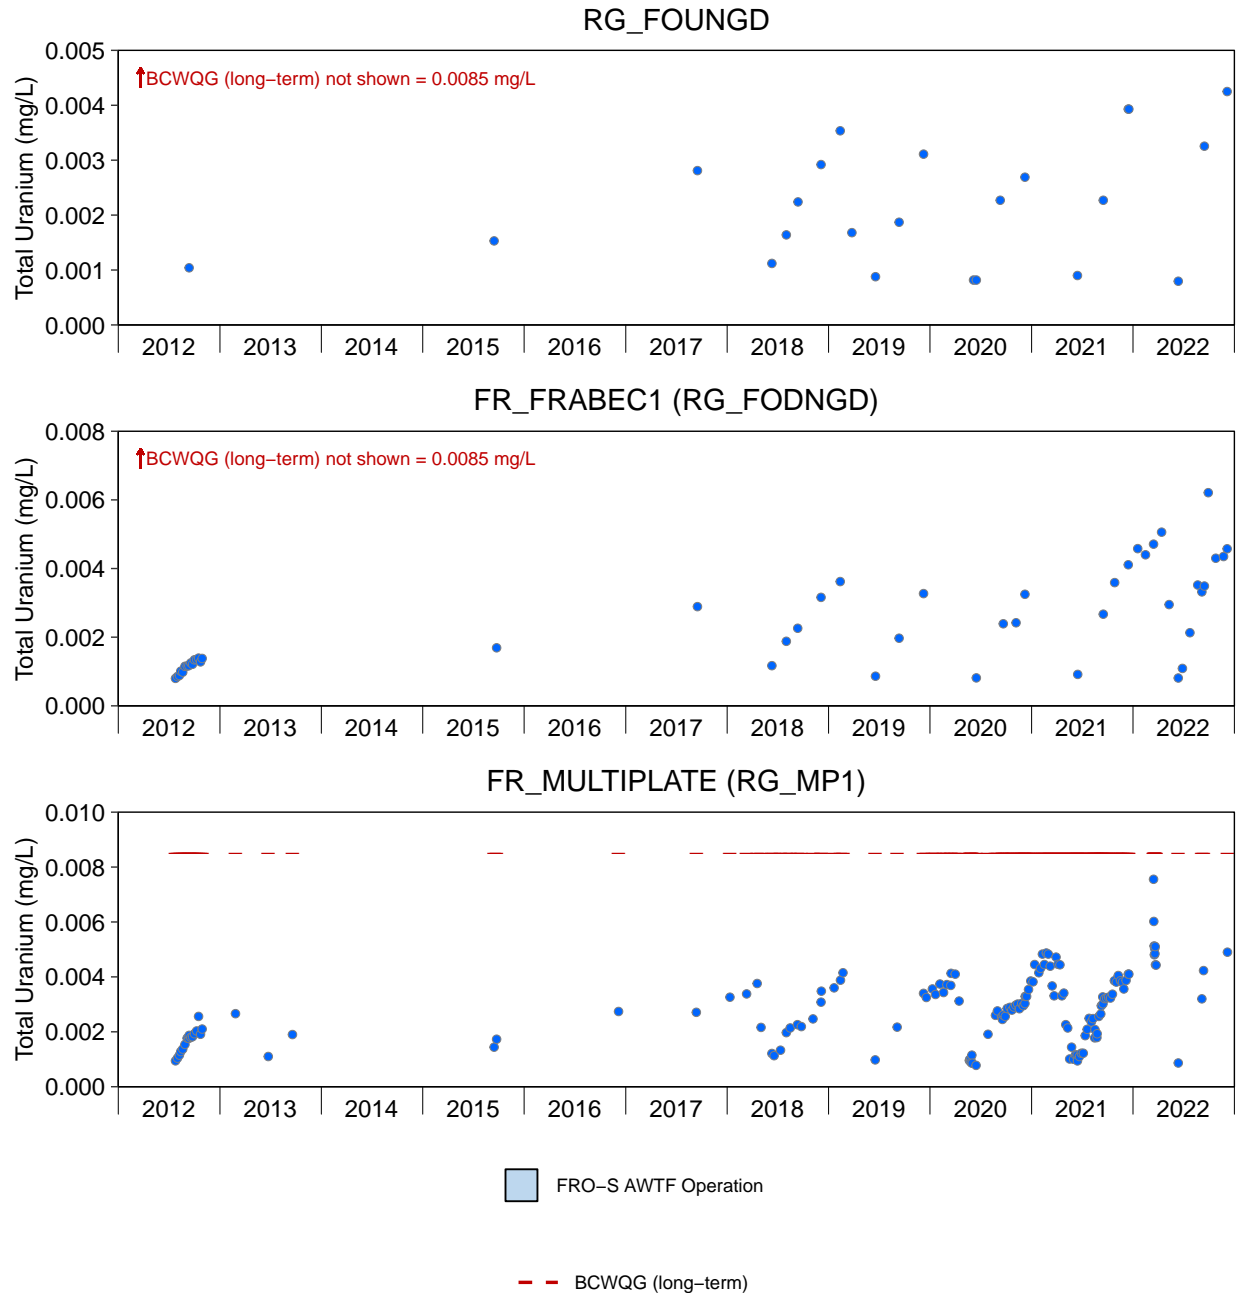 RG_FOUNGD
Total Uranium (mg/L)
0.005
0.004
0.003
0.002
0.001
0.000
BCWQG (long−term) not shown = 0.0085 mg/L
2012 2013 2014 2015 2016 2017 2018 2019 2020 2021 2022
FR_FRABEC1 (RG_FODNGD)
Total Uranium (mg/L)
0.008
0.006
0.004
0.002
0.000
BCWQG (long−term) not shown = 0.0085 mg/L
2012 2013 2014 2015 2016 2017 2018 2019 2020 2021 2022
FR_MULTIPLATE (RG_MP1)
Total Uranium (mg/L)
0.010
0.008
0.006
0.004
0.002
0.000
2012 2013 2014 2015 2016 2017 2018 2019 2020 2021 2022
FRO−S AWTF Operation
BCWQG (long−term)